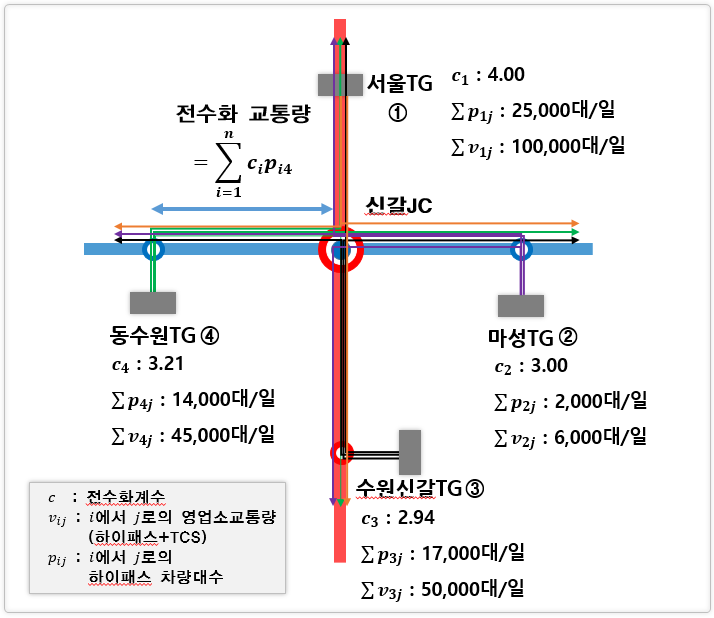 서울TG
①
c₁ : 4.00
∑p₁ⱼ : 25,000대/일
∑v₁ⱼ : 100,000대/일
전수화 교통량
= ∑ᵢ₌₁ⁿ cᵢpᵢ₄
신갈JC
동수원TG ④
c₄ : 3.21
∑p₄ⱼ : 14,000대/일
∑v₄ⱼ : 45,000대/일
마성TG ②
c₂ : 3.00
∑p₂ⱼ : 2,000대/일
∑v₂ⱼ : 6,000대/일
수원신갈TG ③
c₃ : 2.94
∑p₃ⱼ : 17,000대/일
∑v₃ⱼ : 50,000대/일
c : 전수화계수
vᵢⱼ : i에서 j로의 영업소교통량
(하이패스+TCS)
pᵢⱼ : i에서 j로의
하이패스 차량대수